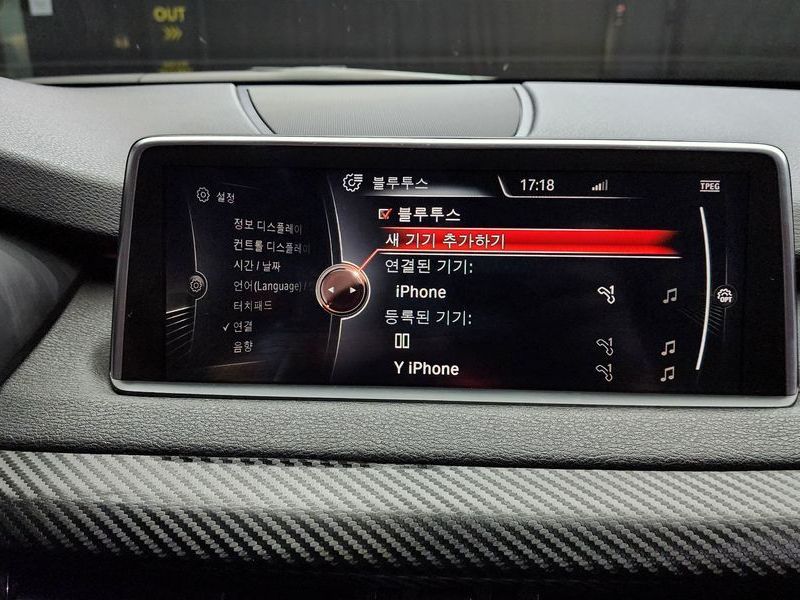 OUT
설정
정보 디스플레이
컨트롤 디스플레이
시간 / 날짜
언어(Language) /
터치패드
✓ 연결
음향
블루투스
17:18
TPEG
블루투스
새 기기 추가하기
연결된 기기:
iPhone
등록된 기기:
▯▯
Y iPhone
OPT